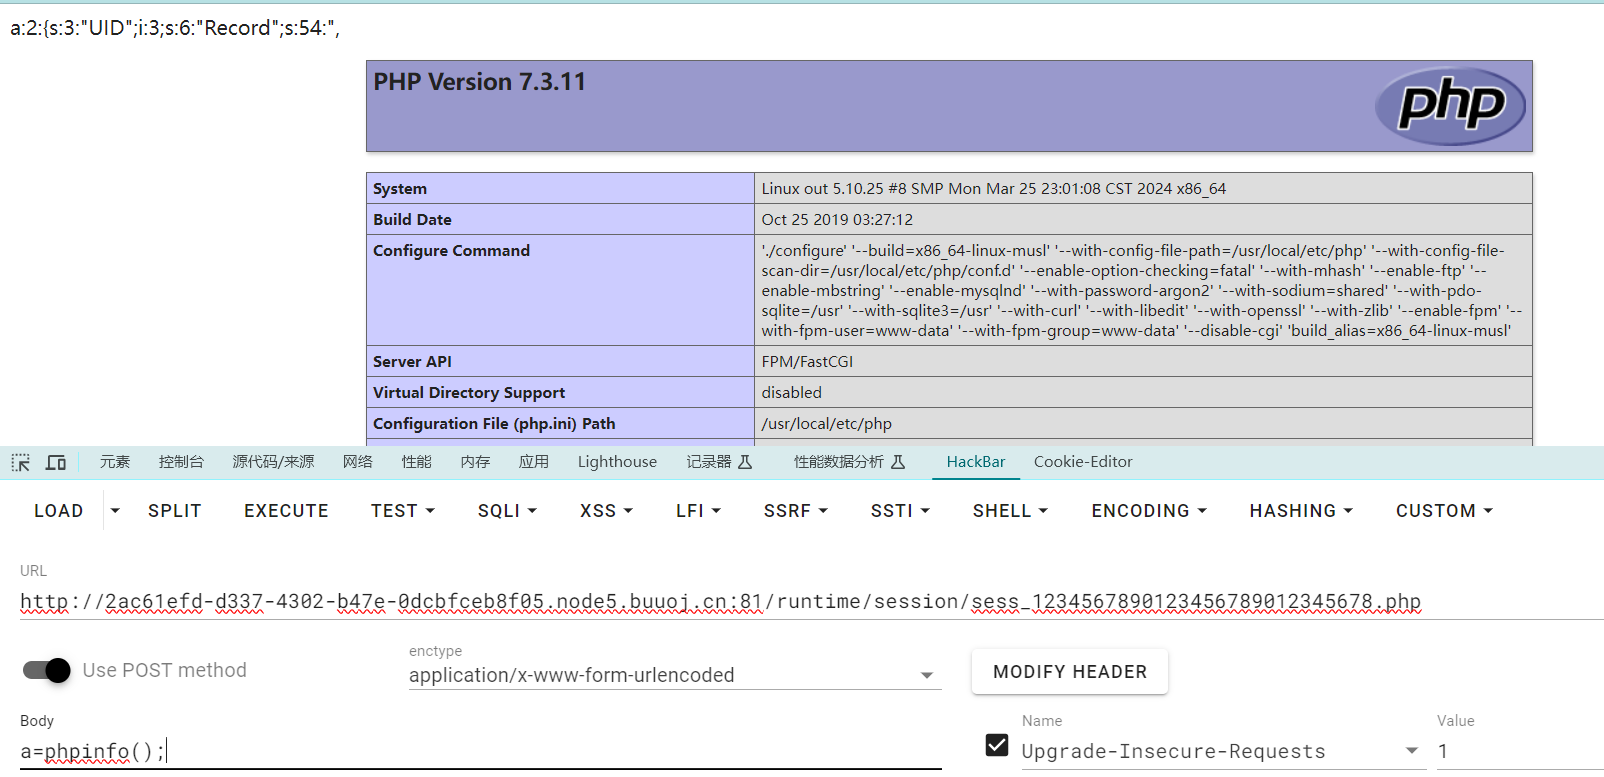 a:2:{s:3:"UID";i:3;s:6:"Record";s:54:",
PHP Version 7.3.11
php
System Linux out 5.10.25 #8 SMP Mon Mar 25 23:01:08 CST 2024 x86_64
Build Date Oct 25 2019 03:27:12
Configure Command './configure' '--build=x86_64-linux-musl' '--with-config-file-path=/usr/local/etc/php' '--with-config-file-
scan-dir=/usr/local/etc/php/conf.d' '--enable-option-checking=fatal' '--with-mhash' '--enable-ftp' '--
enable-mbstring' '--enable-mysqlnd' '--with-password-argon2' '--with-sodium=shared' '--with-pdo-
sqlite=/usr' '--with-sqlite3=/usr' '--with-curl' '--with-libedit' '--with-openssl' '--with-zlib' '--enable-fpm' '--
with-fpm-user=www-data' '--with-fpm-group=www-data' '--disable-cgi' 'build_alias=x86_64-linux-musl'
Server API FPM/FastCGI
Virtual Directory Support disabled
Configuration File (php.ini) Path /usr/local/etc/php
元素 控制台 源代码/来源 网络 性能 内存 应用 Lighthouse 记录器 性能数据分析 HackBar Cookie-Editor
LOAD SPLIT EXECUTE TEST SQLI XSS LFI SSRF SSTI SHELL ENCODING HASHING CUSTOM
URL
http://2ac61efd-d337-4302-b47e-0dcbfceb8f05.node5.buuoj.cn:81/runtime/session/sess_1234567890123456789012345678.php
Use POST method
enctype
application/x-www-form-urlencoded
MODIFY HEADER
Body
a=phpinfo();
Name Value
Upgrade-Insecure-Requests 1